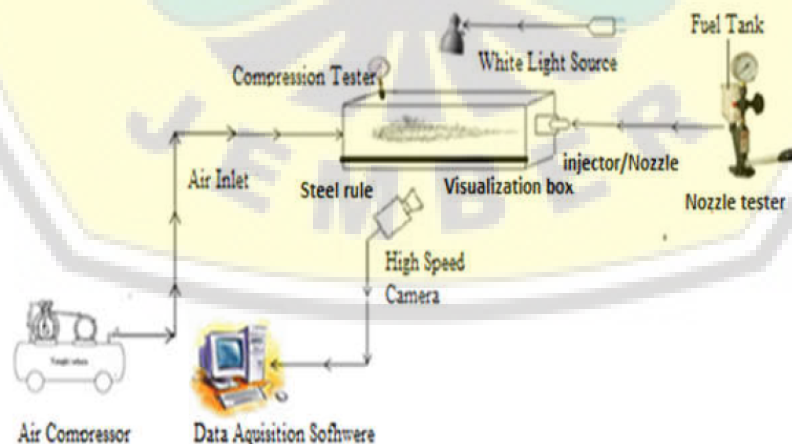 Fuel Tank
White Light Source
Compression Tester
injector/Nozzle
Air Inlet
Steel rule
Visualization box
Nozzle tester
High Speed
Camera
Air Compressor
Data Aquisition Sofhwere
JEMBER